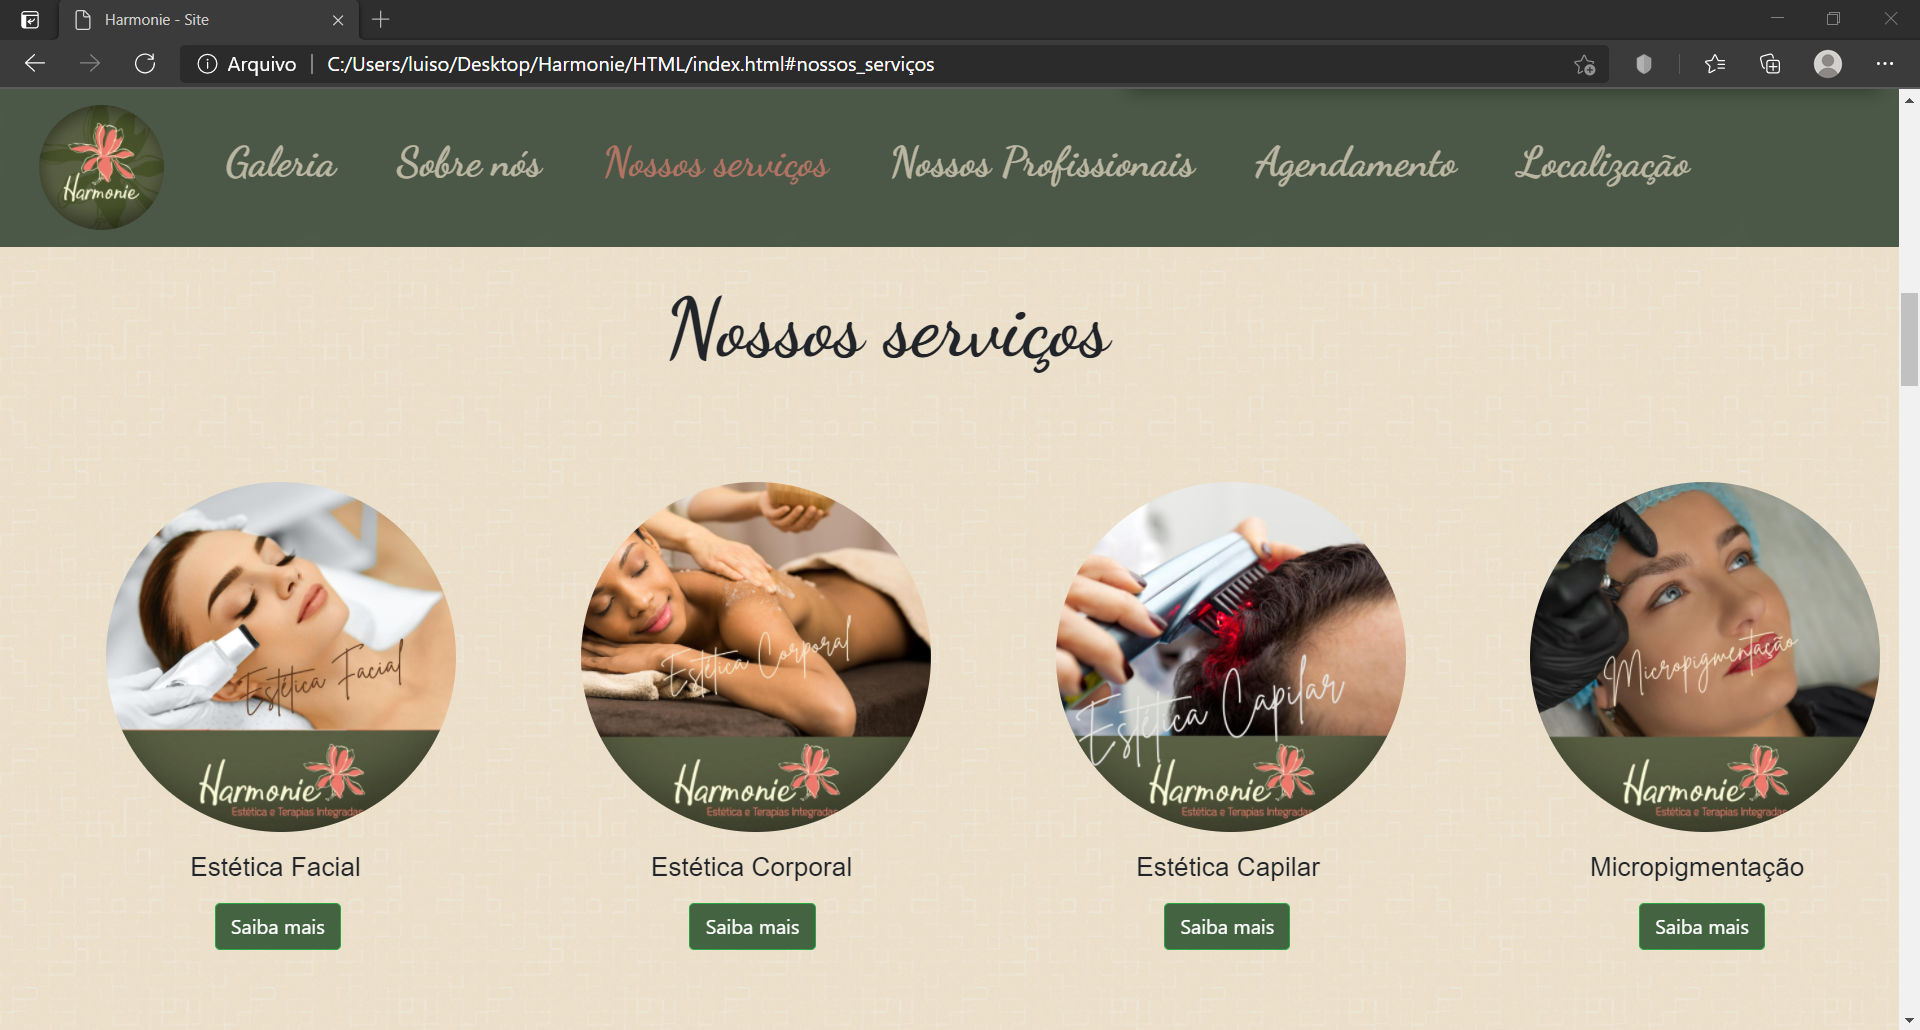 Harmonie - Site
Arquivo
C:/Users/luiso/Desktop/Harmonie/HTML/index.html#nossos_serviços
Harmonie
Galeria
Sobre nós
Nossos serviços
Nossos Profissionais
Agendamento
Localização
Nossos serviços
Estética Facial
Harmonie
Estética e Terapias Integradas
Estética Corporal
Harmonie
Estética e Terapias Integradas
Estética Capilar
Harmonie
Estética e Terapias Integradas
Micropigmentação
Harmonie
Estética e Terapias Integradas
Estética Facial
Estética Corporal
Estética Capilar
Micropigmentação
Saiba mais
Saiba mais
Saiba mais
Saiba mais